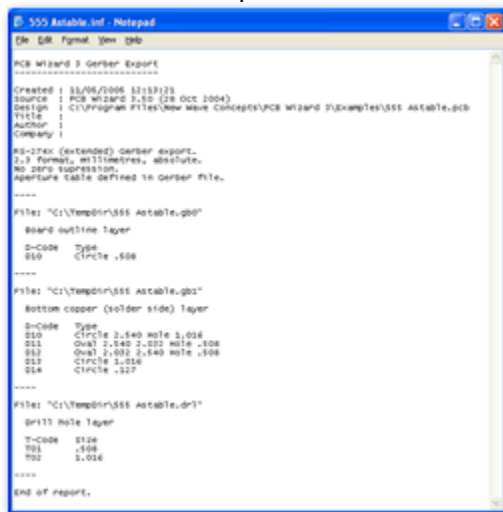 555 Astable.inf - Notepad
File Edit Format View Help
PCB Wizard 3 Gerber Export
--------------------------
Created : 11/05/2005 12:13:21
Source : PCB Wizard 3.50 (28 Oct 2004)
Design : C:\Program Files\New Wave Concepts\PCB Wizard 3\Examples\555 Astable.pcb
Title :
Author :
Company :
RS-274X (extended) Gerber export.
2.3 format, millimetres, absolute.
No zero supression.
Aperture table defined in Gerber file.
----
File: "C:\TempDir\555 Astable.gb0"
Board outline layer
D-Code Type
D10 Circle .508
----
File: "C:\TempDir\555 Astable.gb1"
Bottom copper (solder side) layer
D-Code Type
D10 Circle 2.540 Hole 1.016
D11 Oval 2.540 2.032 Hole .508
D12 Oval 2.032 2.540 Hole .508
D13 Circle 1.016
D14 Circle .127
----
File: "C:\TempDir\555 Astable.drl"
Drill hole layer
T-Code Size
T01 .508
T02 1.016
----
End of report.